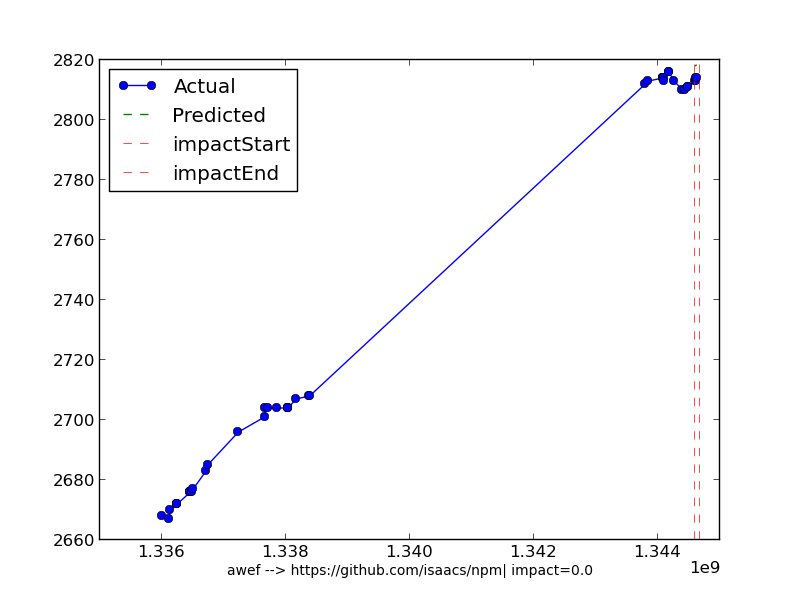 2820
2800
2780
2760
2740
2720
2700
2680
2660
Actual
Predicted
impactStart
impactEnd
1.336 1.338 1.340 1.342 1.344
1e9
awef --> https://github.com/isaacs/npm| impact=0.0